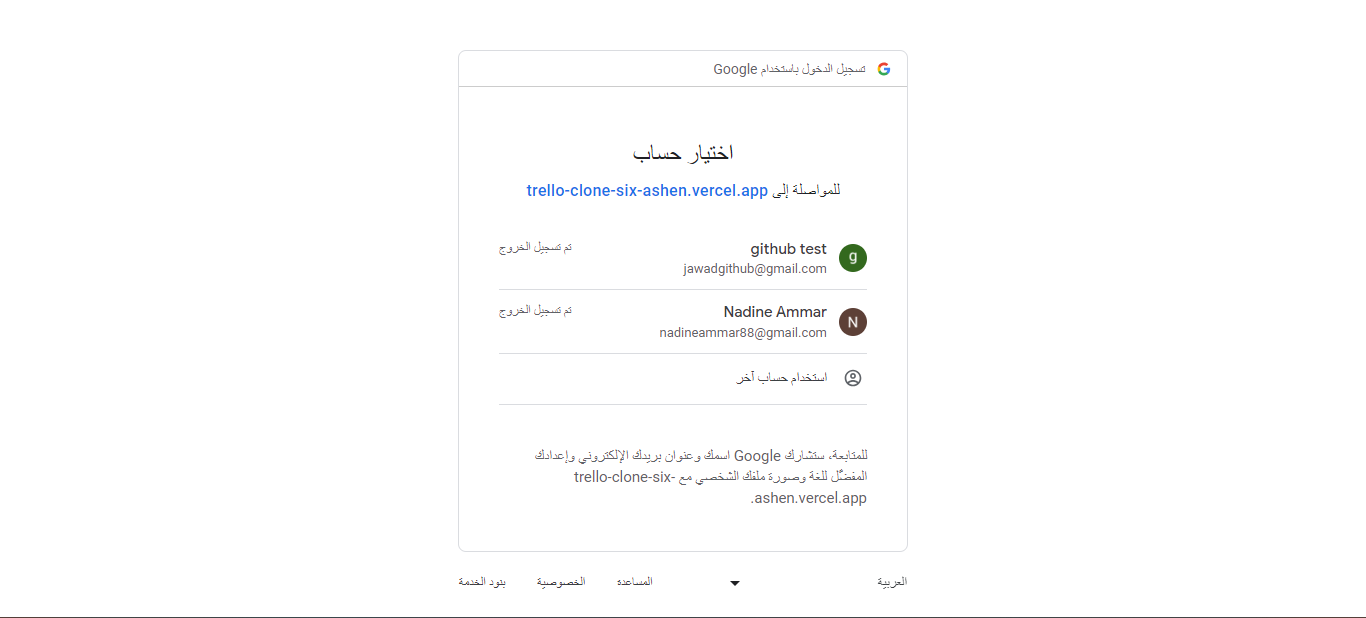 تسجيل الدخول باستخدام Google
اختيار حساب
للمواصلة إلى trello-clone-six-ashen.vercel.app
g
github test
تم تسجيل الخروج
jawadgithub@gmail.com
N
Nadine Ammar
تم تسجيل الخروج
nadineammar88@gmail.com
استخدام حساب آخر
للمتابعة، ستشارك Google اسمك وعنوان بريدك الإلكتروني وإعدادك
المفضّل للغة وصورة ملفك الشخصي مع trello-clone-six-
ashen.vercel.app.
العربية
المساعدة
الخصوصية
بنود الخدمة